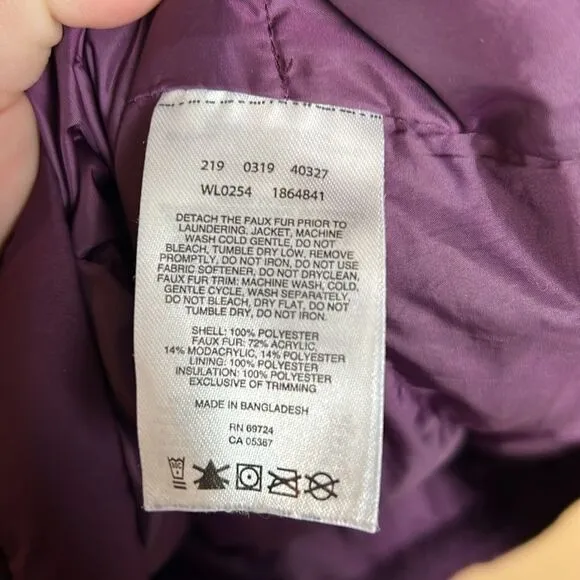 219 0319 40327
WL0254 1864841
DETACH THE FAUX FUR PRIOR TO
LAUNDERING. JACKET, MACHINE
WASH COLD GENTLE, DO NOT
BLEACH, TUMBLE DRY LOW, REMOVE
PROMPTLY, DO NOT IRON, DO NOT USE
FABRIC SOFTENER, DO NOT DRYCLEAN.
FAUX FUR TRIM: MACHINE WASH, COLD,
GENTLE CYCLE, WASH SEPARATELY,
DO NOT BLEACH, DRY FLAT, DO NOT
TUMBLE DRY, DO NOT IRON.
SHELL: 100% POLYESTER
FAUX FUR: 72% ACRYLIC,
14% MODACRYLIC, 14% POLYESTER
LINING: 100% POLYESTER
INSULATION: 100% POLYESTER
EXCLUSIVE OF TRIMMING
MADE IN BANGLADESH
RN 69724
CA 05367